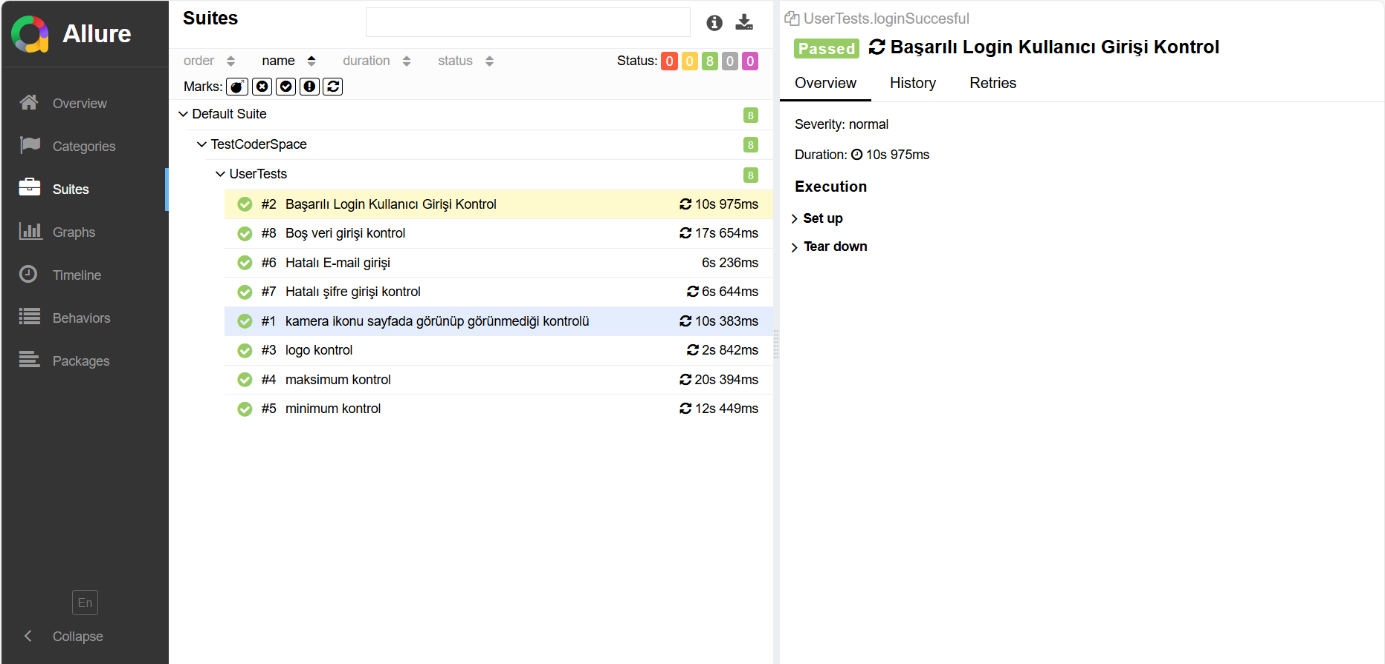 Allure
Overview
Categories
Suites
Graphs
Timeline
Behaviors
Packages
En
Collapse
Suites
order name duration status Status: 0 0 8 0 0
Marks:
Default Suite 8
TestCoderSpace 8
UserTests 8
#2 Başarılı Login Kullanıcı Girişi Kontrol 10s 975ms
#8 Boş veri girişi kontrol 17s 654ms
#6 Hatalı E-mail girişi 6s 236ms
#7 Hatalı şifre girişi kontrol 6s 644ms
#1 kamera ikonu sayfada görünüp görünmediği kontrolü 10s 383ms
#3 logo kontrol 2s 842ms
#4 maksimum kontrol 20s 394ms
#5 minimum kontrol 12s 449ms
UserTests.loginSuccesful
Passed Başarılı Login Kullanıcı Girişi Kontrol
Overview History Retries
Severity: normal
Duration: 10s 975ms
Execution
Set up
Tear down